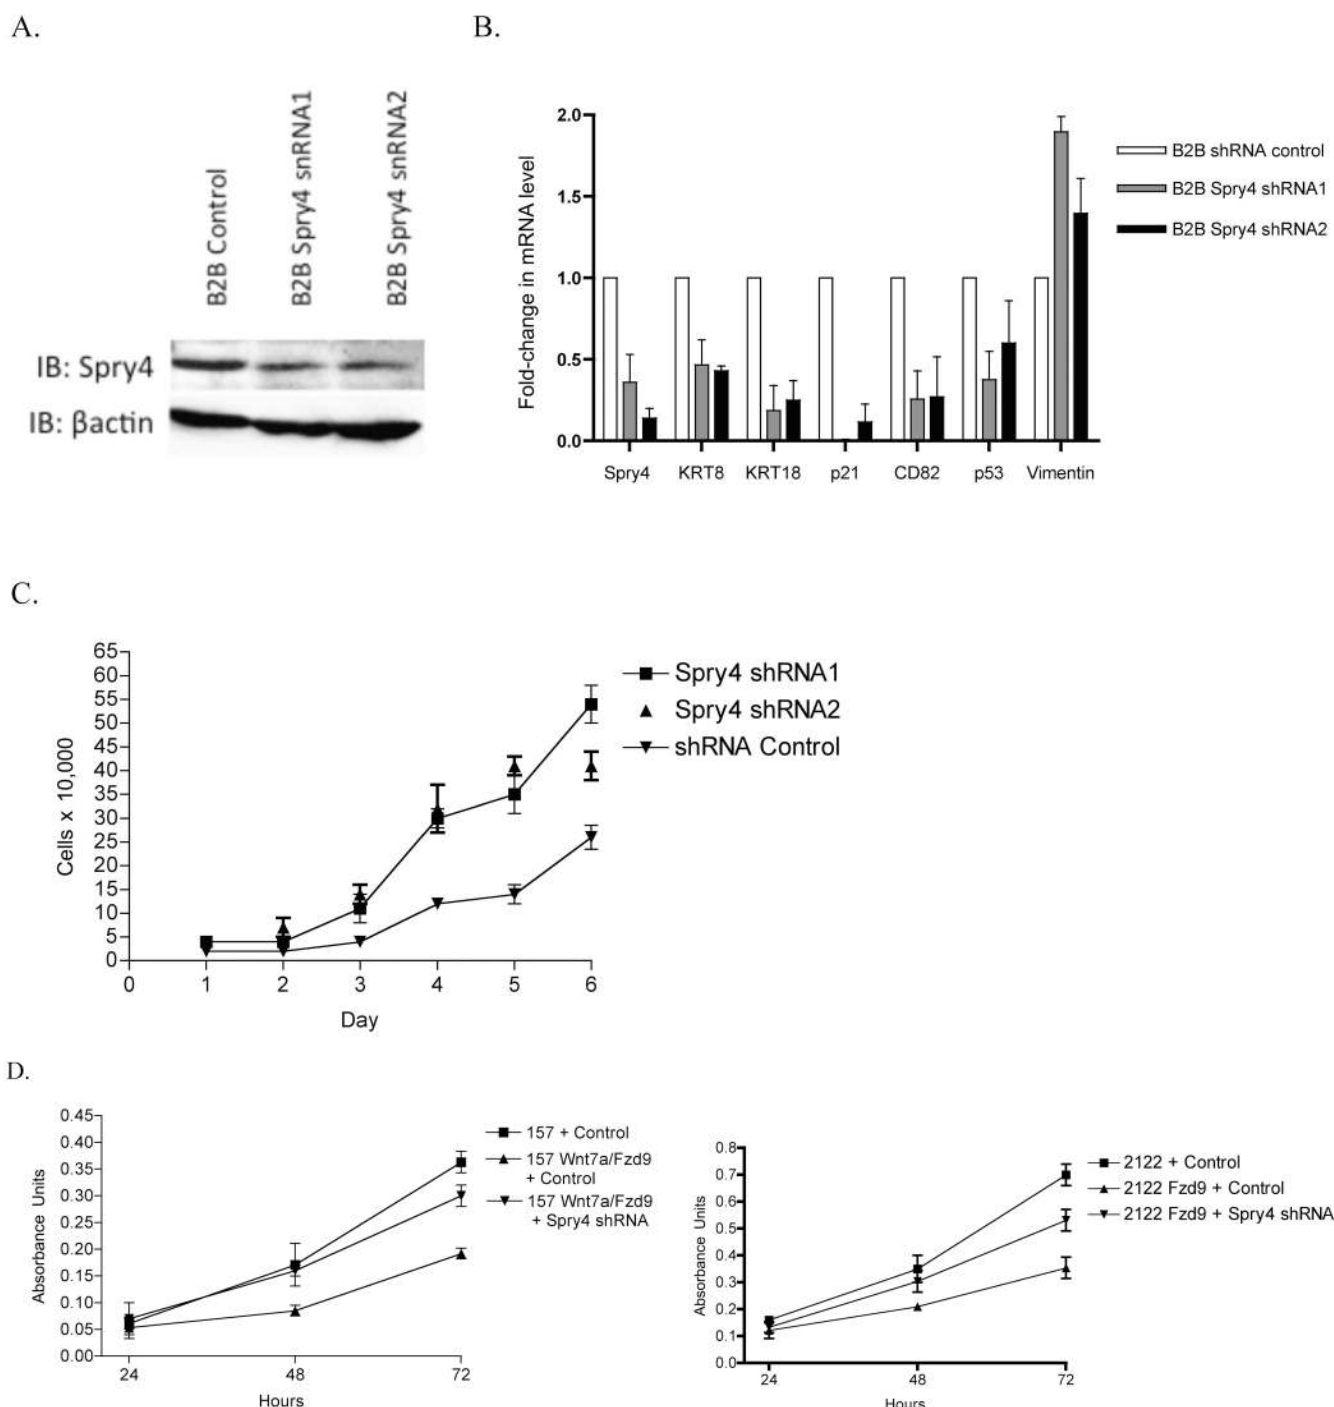 A.
B2B Control
B2B Spry4 snRNA1
B2B Spry4 snRNA2
IB: Spry4
IB: βactin
B.
Fold-change in mRNA level
2.0
1.5
1.0
0.5
0.0
Spry4 KRT8 KRT18 p21 CD82 p53 Vimentin
B2B shRNA control
B2B Spry4 shRNA1
B2B Spry4 shRNA2
C.
Cells x 10,000
65
60
55
50
45
40
35
30
25
20
15
10
5
0
0 1 2 3 4 5 6
Day
Spry4 shRNA1
Spry4 shRNA2
shRNA Control
D.
Absorbance Units
0.45
0.40
0.35
0.30
0.25
0.20
0.15
0.10
0.05
0.00
24 48 72
Hours
157 + Control
157 Wnt7a/Fzd9
+ Control
157 Wnt7a/Fzd9
+ Spry4 shRNA
Absorbance Units
0.8
0.7
0.6
0.5
0.4
0.3
0.2
0.1
0.0
24 48 72
Hours
2122 + Control
2122 Fzd9 + Control
2122 Fzd9 + Spry4 shRNA